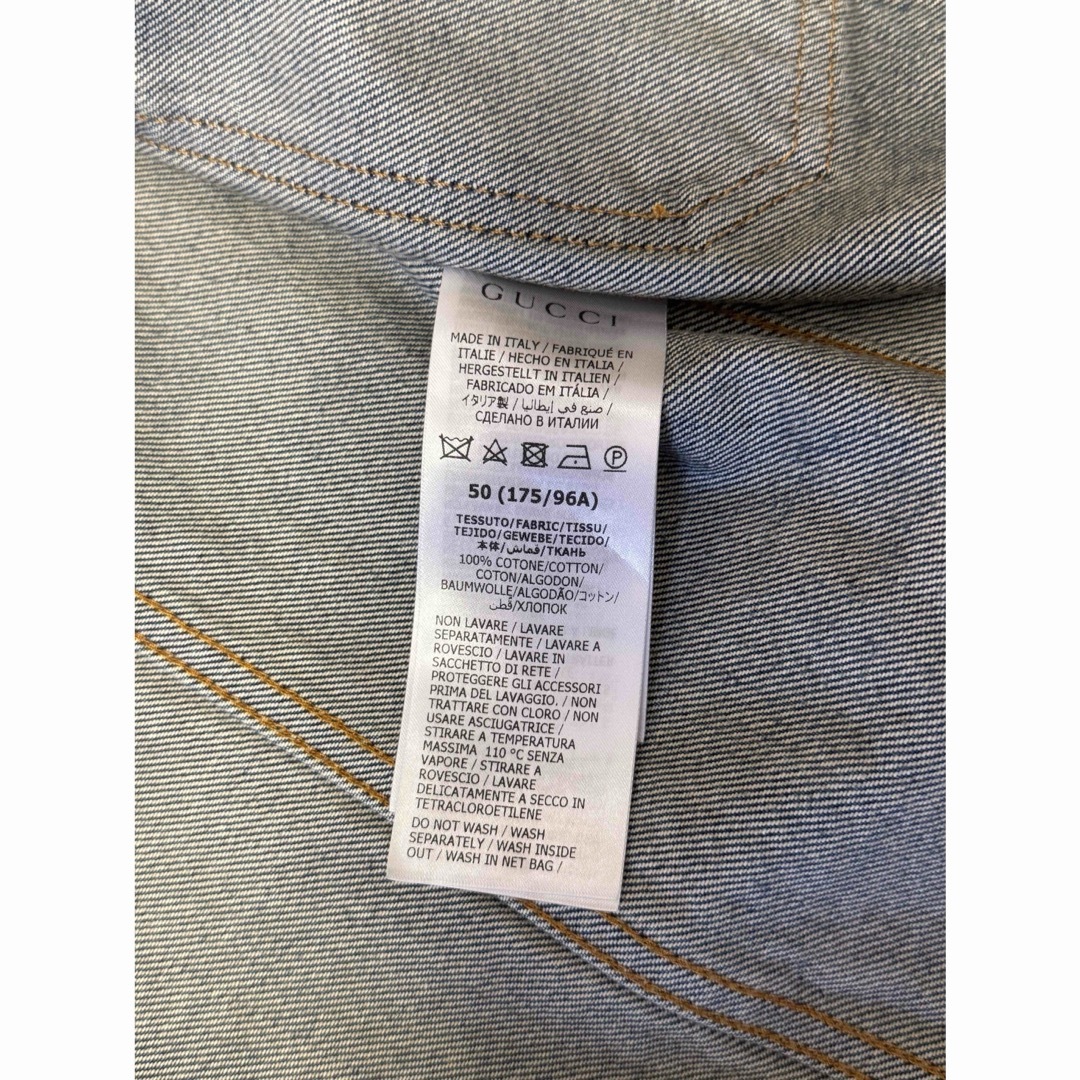 GUCCI
MADE IN ITALY / FABRIQUÉ EN
ITALIE / HECHO EN ITALIA /
HERGESTELLT IN ITALIEN /
FABRICADO EM ITÁLIA /
イタリア製 / صنع في إيطاليا /
СДЕЛАНО В ИТАЛИИ
P
50 (175/96A)
TESSUTO/FABRIC/TISSU/
TEJIDO/GEWEBE/TECIDO/
本体/قماش/ТКАНЬ
100% COTONE/COTTON/
COTON/ALGODON/
BAUMWOLLE/ALGODÃO/コットン/
قطن/ХЛОПОК
NON LAVARE / LAVARE
SEPARATAMENTE / LAVARE A
ROVESCIO / LAVARE IN
SACCHETTO DI RETE /
PROTEGGERE GLI ACCESSORI
PRIMA DEL LAVAGGIO. / NON
TRATTARE CON CLORO / NON
USARE ASCIUGATRICE /
STIRARE A TEMPERATURA
MASSIMA 110 °C SENZA
VAPORE / STIRARE A
ROVESCIO / LAVARE
DELICATAMENTE A SECCO IN
TETRACLOROETILENE
DO NOT WASH / WASH
SEPARATELY / WASH INSIDE
OUT / WASH IN NET BAG /